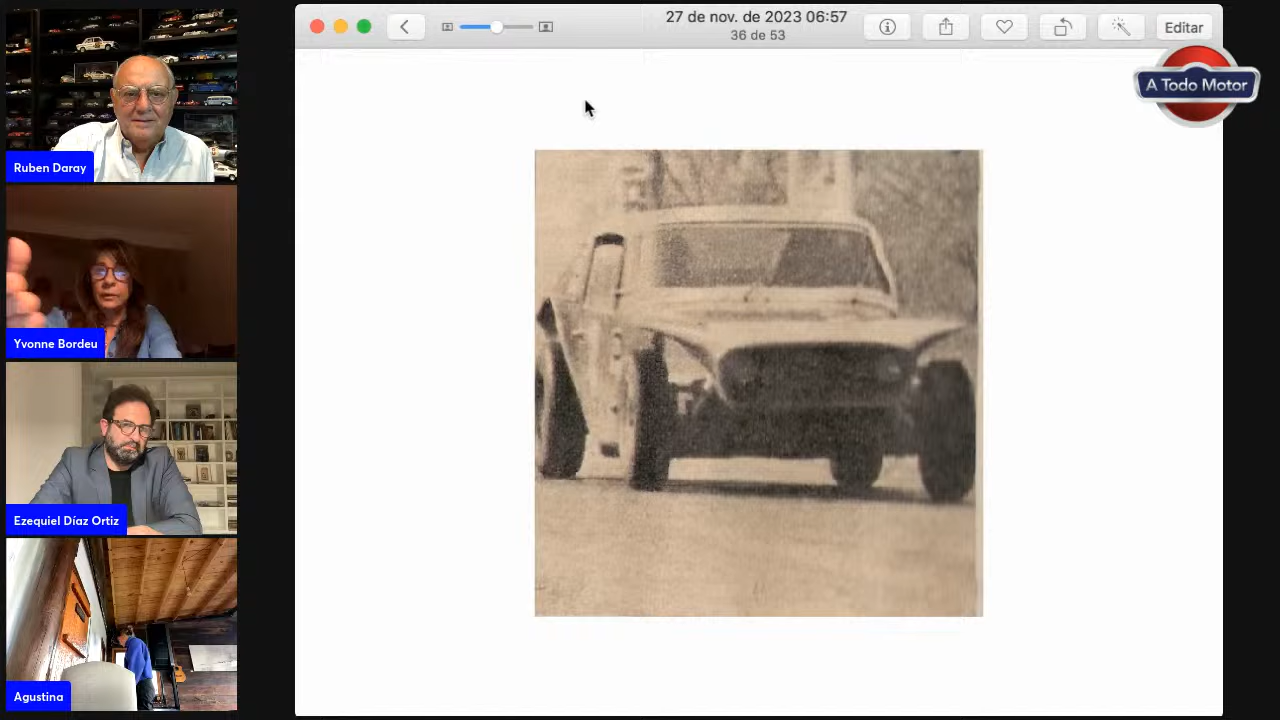 27 de nov. de 2023 06:57
36 de 53
Editar
A Todo Motor
Ruben Daray
Yvonne Bordeu
Ezequiel Díaz Ortiz
Agustina